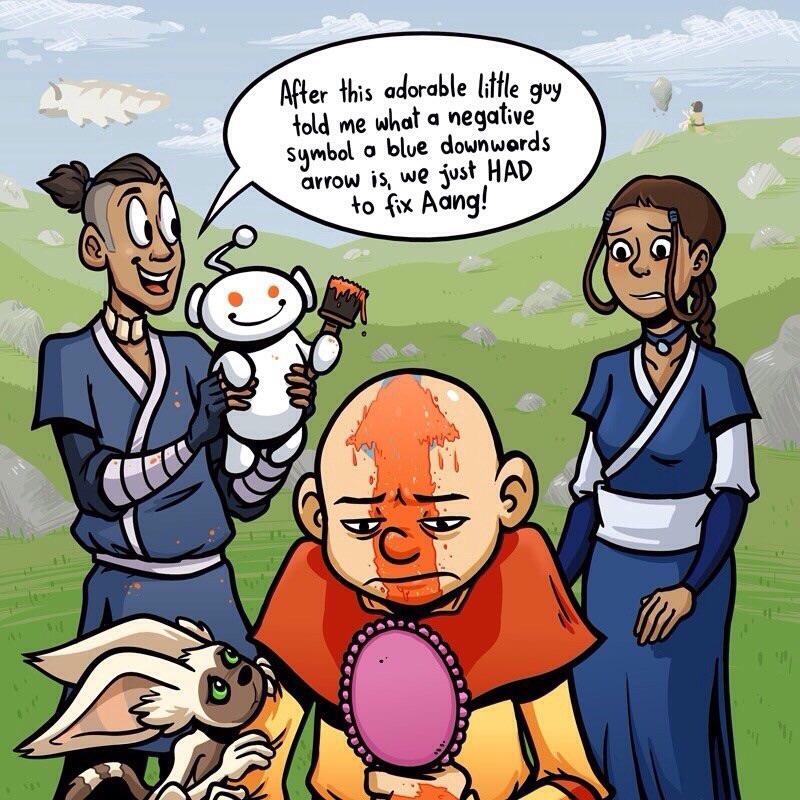 After this adorable little guy
told me what a negative
symbol a blue downwards
arrow is, we just HAD
to fix Aang!